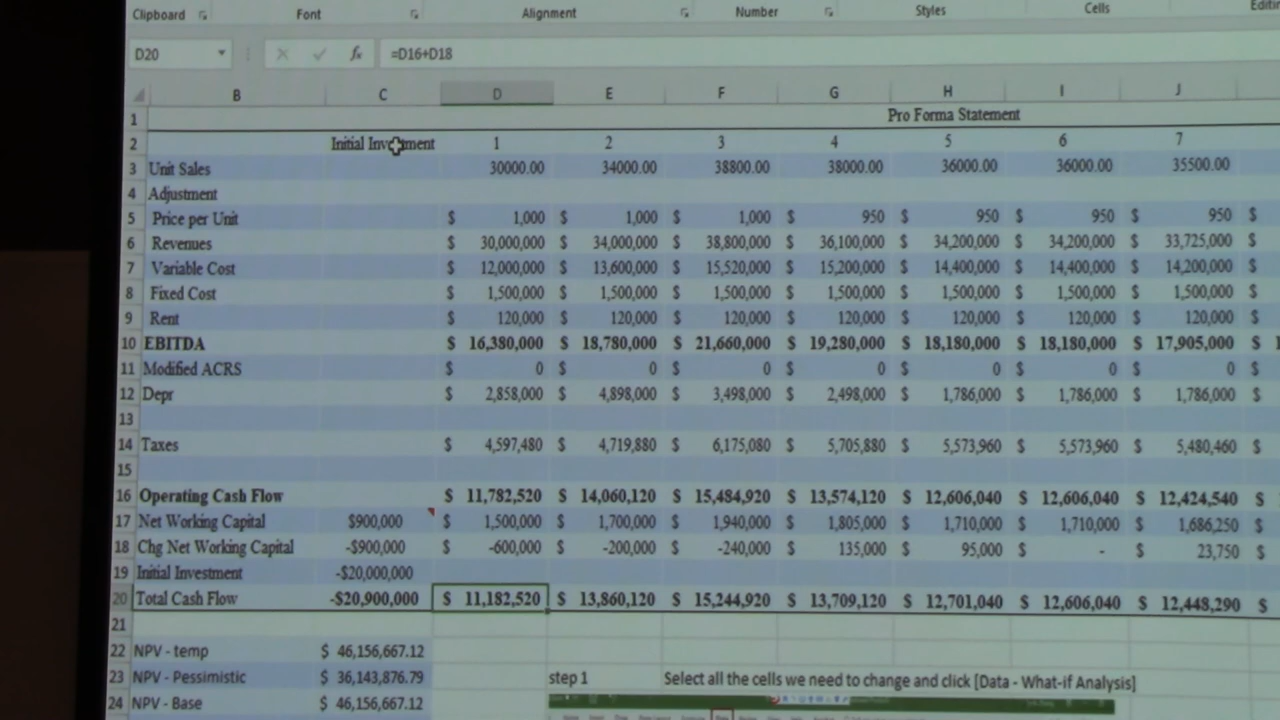 Clipboard Font Alignment Number Styles Cells
D20 fx =D16+D18
B C D E F G H I J
1 Pro Forma Statement
2 Initial Investment 1 2 3 4 5 6 7
3 Unit Sales 30000.00 34000.00 38800.00 38000.00 36000.00 36000.00 35500.00
4 Adjustment
5 Price per Unit $ 1,000 $ 1,000 $ 1,000 $ 950 $ 950 $ 950 $ 950 $
6 Revenues $ 30,000,000 $ 34,000,000 $ 38,800,000 $ 36,100,000 $ 34,200,000 $ 34,200,000 $ 33,725,000 $
7 Variable Cost $ 12,000,000 $ 13,600,000 $ 15,520,000 $ 15,200,000 $ 14,400,000 $ 14,400,000 $ 14,200,000 $
8 Fixed Cost $ 1,500,000 $ 1,500,000 $ 1,500,000 $ 1,500,000 $ 1,500,000 $ 1,500,000 $ 1,500,000 $
9 Rent $ 120,000 $ 120,000 $ 120,000 $ 120,000 $ 120,000 $ 120,000 $ 120,000 $
10 EBITDA $ 16,380,000 $ 18,780,000 $ 21,660,000 $ 19,280,000 $ 18,180,000 $ 18,180,000 $ 17,905,000 $
11 Modified ACRS $ 0 $ 0 $ 0 $ 0 $ 0 $ 0 $ 0 $
12 Depr $ 2,858,000 $ 4,898,000 $ 3,498,000 $ 2,498,000 $ 1,786,000 $ 1,786,000 $ 1,786,000 $
13
14 Taxes $ 4,597,480 $ 4,719,880 $ 6,175,080 $ 5,705,880 $ 5,573,960 $ 5,573,960 $ 5,480,460 $
15
16 Operating Cash Flow $ 11,782,520 $ 14,060,120 $ 15,484,920 $ 13,574,120 $ 12,606,040 $ 12,606,040 $ 12,424,540 $
17 Net Working Capital $900,000 $ 1,500,000 $ 1,700,000 $ 1,940,000 $ 1,805,000 $ 1,710,000 $ 1,710,000 $ 1,686,250 $
18 Chg Net Working Capital -$900,000 $ -600,000 $ -200,000 $ -240,000 $ 135,000 $ 95,000 $ - $ 23,750 $
19 Initial Investment -$20,000,000
20 Total Cash Flow -$20,900,000 $ 11,182,520 $ 13,860,120 $ 15,244,920 $ 13,709,120 $ 12,701,040 $ 12,606,040 $ 12,448,290 $
21
22 NPV - temp $ 46,156,667.12
23 NPV - Pessimistic $ 36,143,876.79 step 1 Select all the cells we need to change and click [Data - What-if Analysis]
24 NPV - Base $ 46,156,667.12